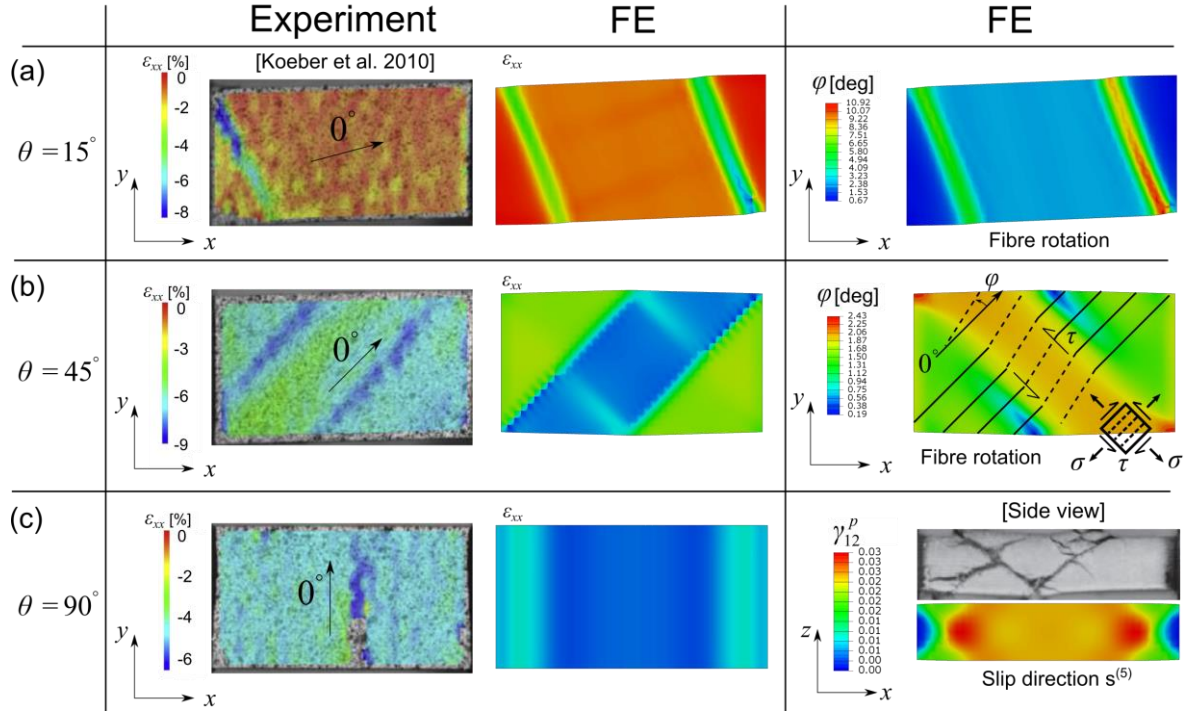 Experiment FE FE
(a)
εxx [%]
[Koeber et al. 2010]
εxx
0
-2
-4
-6
-8
0°
φ [deg]
10.92
10.07
9.22
8.36
7.51
6.65
5.80
4.94
4.09
3.23
2.38
1.53
0.67
θ = 15°
y
x
y
x
Fibre rotation
(b)
εxx [%]
εxx
0
-3
-6
-9
0°
φ [deg]
2.43
2.25
2.06
1.87
1.68
1.50
1.31
1.12
0.94
0.75
0.56
0.38
0.19
φ
0°
τ
θ = 45°
y
x
y
x
Fibre rotation
σ τ σ
(c)
εxx [%]
εxx
0
-2
-4
-6
0°
[Side view]
γ12^p
0.03
0.03
0.02
0.02
0.02
0.02
0.01
0.01
0.01
0.01
0.01
0.00
0.00
θ = 90°
y
x
z
x
Slip direction s(5)